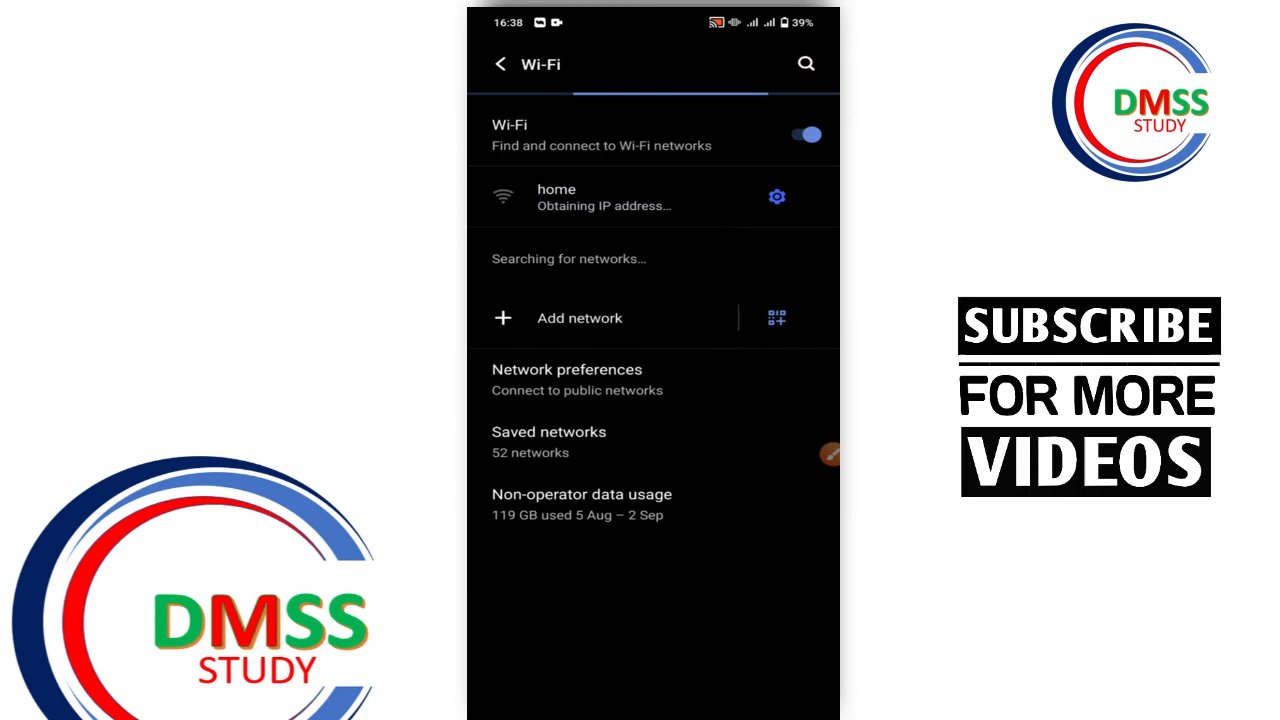 16:38
39%
Wi-Fi
Wi-Fi
Find and connect to Wi-Fi networks
home
Obtaining IP address…
Searching for networks…
Add network
Network preferences
Connect to public networks
Saved networks
52 networks
Non-operator data usage
119 GB used 5 Aug – 2 Sep
DMSS
STUDY
SUBSCRIBE
FOR MORE
VIDEOS
DMSS
STUDY